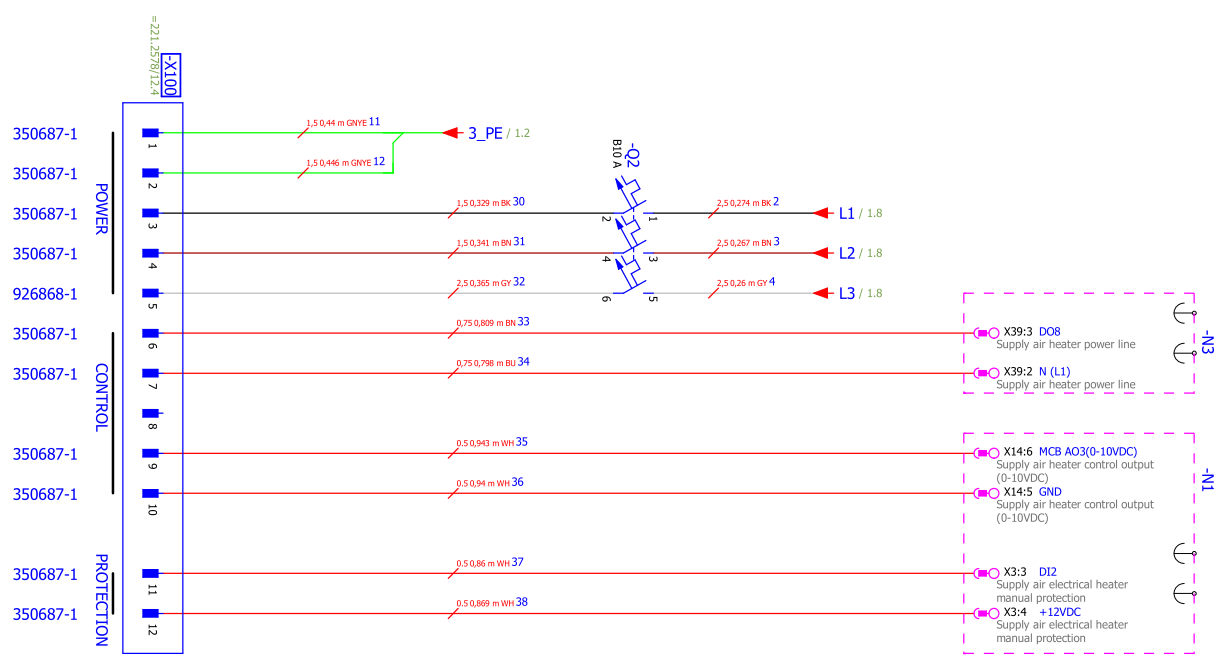 =221.2578/12.4
-X100
350687-1
1
1,5 0,44 m GNYE 11
3_PE / 1.2
350687-1
2
1,5 0,446 m GNYE 12
POWER
-Q2
B10 A
350687-1
3
1,5 0,329 m BK 30
2
1
2,5 0,274 m BK 2
L1 / 1.8
350687-1
4
1,5 0,341 m BN 31
4
3
2,5 0,267 m BN 3
L2 / 1.8
926868-1
5
2,5 0,365 m GY 32
6
5
2,5 0,26 m GY 4
L3 / 1.8
350687-1
6
0,75 0,809 m BN 33
X39:3 DO8
Supply air heater power line
-N3
CONTROL
350687-1
7
0,75 0,798 m BU 34
X39:2 N (L1)
Supply air heater power line
8
350687-1
9
0.5 0,943 m WH 35
X14:6 MCB AO3(0-10VDC)
Supply air heater control output
(0-10VDC)
-N1
350687-1
10
0.5 0,94 m WH 36
X14:5 GND
Supply air heater control output
(0-10VDC)
PROTECTION
350687-1
11
0.5 0,86 m WH 37
X3:3 DI2
Supply air electrical heater
manual protection
350687-1
12
0.5 0,869 m WH 38
X3:4 +12VDC
Supply air electrical heater
manual protection